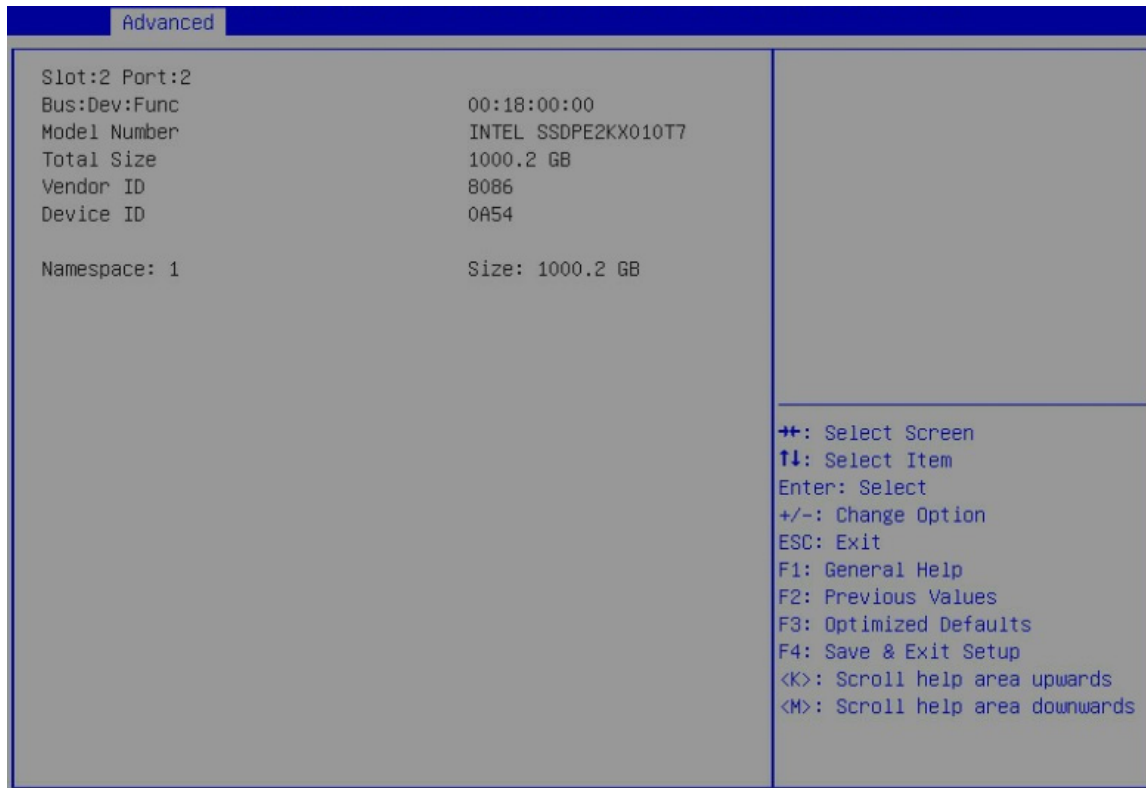 Advanced
Slot:2 Port:2
Bus:Dev:Func 00:18:00:00
Model Number INTEL SSDPE2KX010T7
Total Size 1000.2 GB
Vendor ID 8086
Device ID 0A54
Namespace: 1 Size: 1000.2 GB
→←: Select Screen
↑↓: Select Item
Enter: Select
+/-: Change Option
ESC: Exit
F1: General Help
F2: Previous Values
F3: Optimized Defaults
F4: Save & Exit Setup
<K>: Scroll help area upwards
<M>: Scroll help area downwards